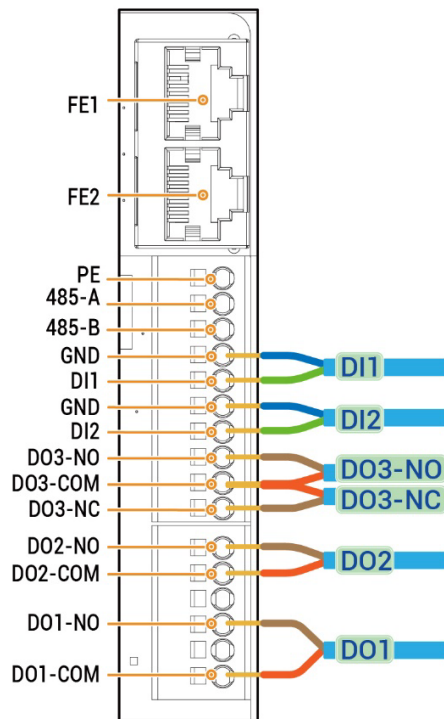 FE1
FE2
PE
485-A
485-B
GND
DI1
DI1
GND
DI2
DI2
DO3-NO
DO3-NO
DO3-COM
DO3-NC
DO3-NC
DO2-NO
DO2
DO2-COM
DO1-NO
DO1
DO1-COM